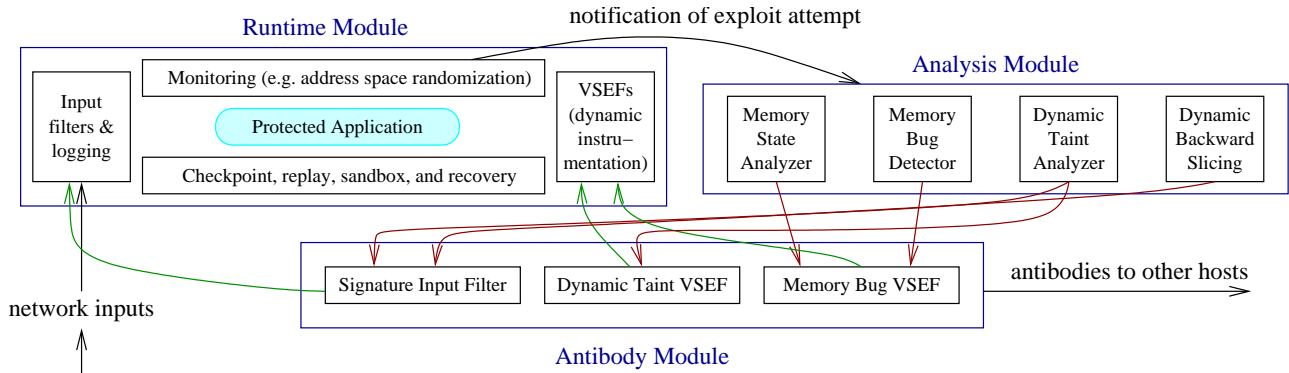 notification of exploit attempt
Runtime Module
Analysis Module
Monitoring (e.g. address space randomization)
Input
filters &
logging
Protected Application
Checkpoint, replay, sandbox, and recovery
VSEFs
(dynamic
instru−
mentation)
Memory
State
Analyzer
Memory
Bug
Detector
Dynamic
Taint
Analyzer
Dynamic
Backward
Slicing
Signature Input Filter
Dynamic Taint VSEF
Memory Bug VSEF
antibodies to other hosts
network inputs
Antibody Module